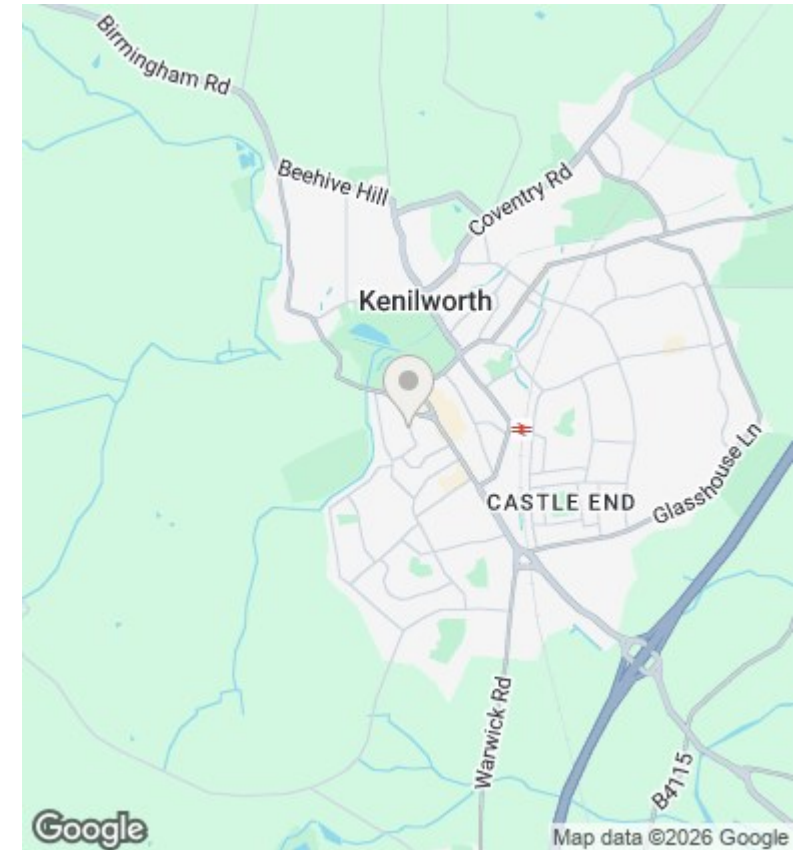 Birmingham Rd
Beehive Hill
Coventry Rd
Kenilworth
CASTLE END
Glasshouse Ln
Warwick Rd
B4115
Google
Map data ©2026 Google